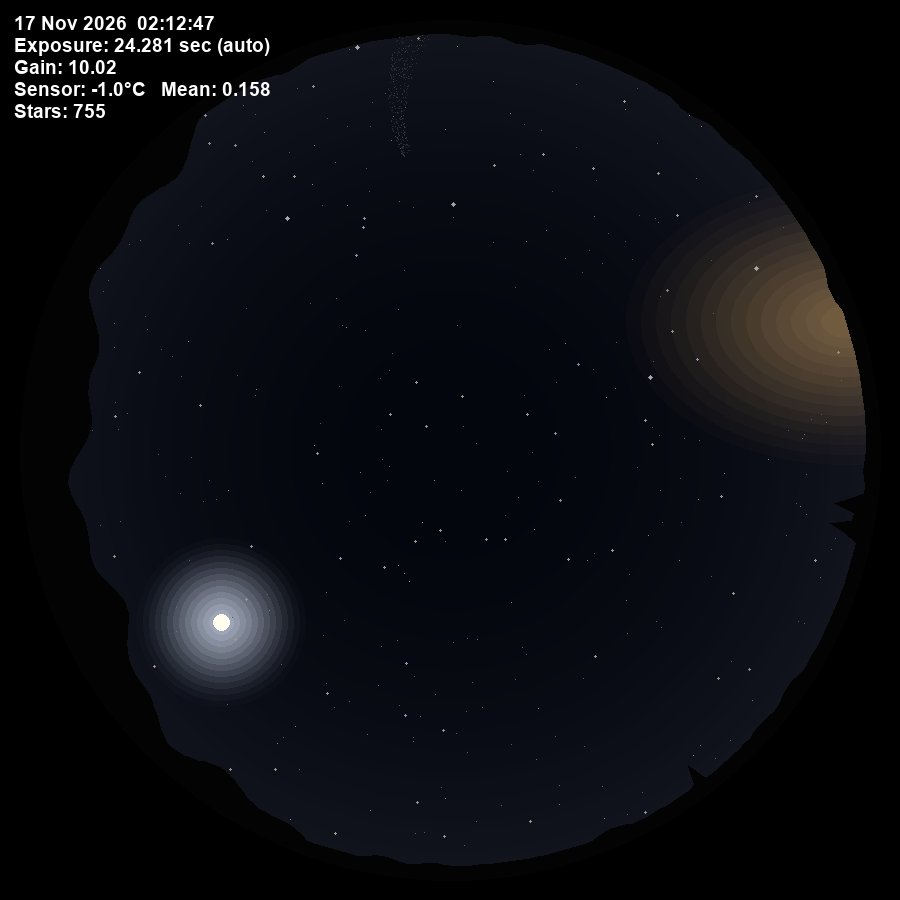 17 Nov 2026  02:12:47
Exposure: 24.281 sec (auto)
Gain: 10.02
Sensor: -1.0°C   Mean: 0.158
Stars: 755